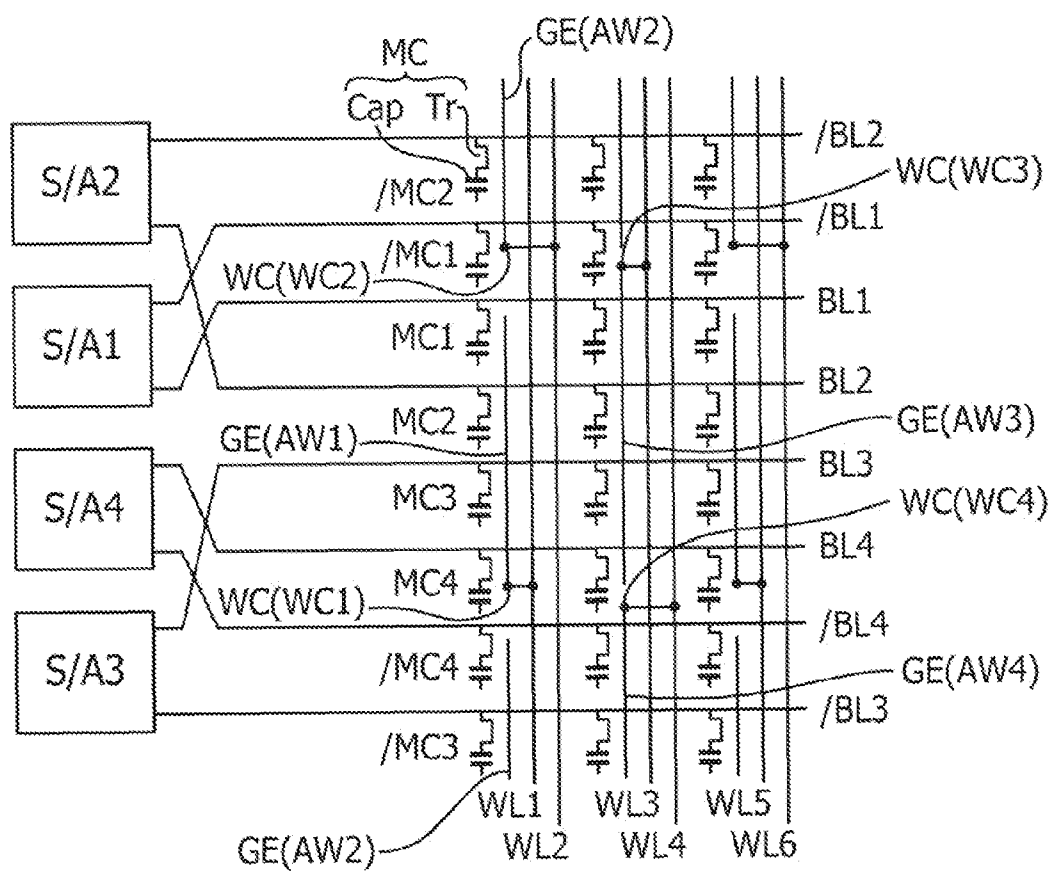 GE(AW2)
MC
Cap Tr
S/A2
/BL2
/MC2
WC(WC3)
/BL1
/MC1
WC(WC2)
S/A1
BL1
MC1
BL2
MC2
GE(AW1)
GE(AW3)
BL3
S/A4
MC3
WC(WC4)
BL4
MC4
WC(WC1)
/BL4
S/A3
/MC4
GE(AW4)
/BL3
/MC3
WL1 WL3 WL5
WL2 WL4 WL6
GE(AW2)